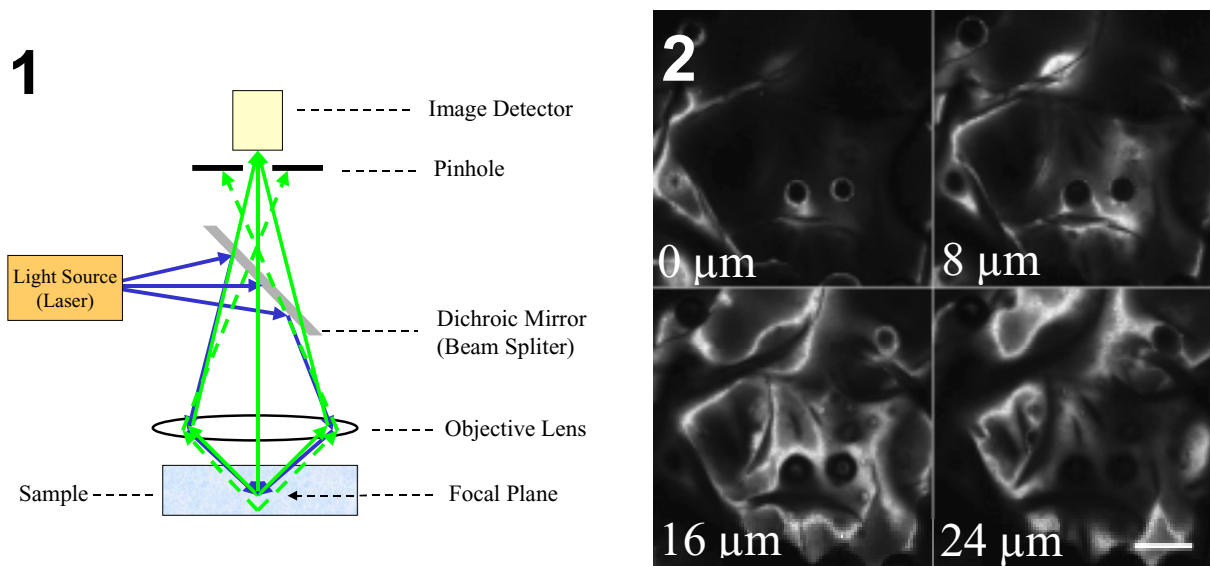 1
Image Detector
Pinhole
Light Source
(Laser)
Dichroic Mirror
(Beam Spliter)
Objective Lens
Sample
Focal Plane
2
0 µm
8 µm
16 µm
24 µm